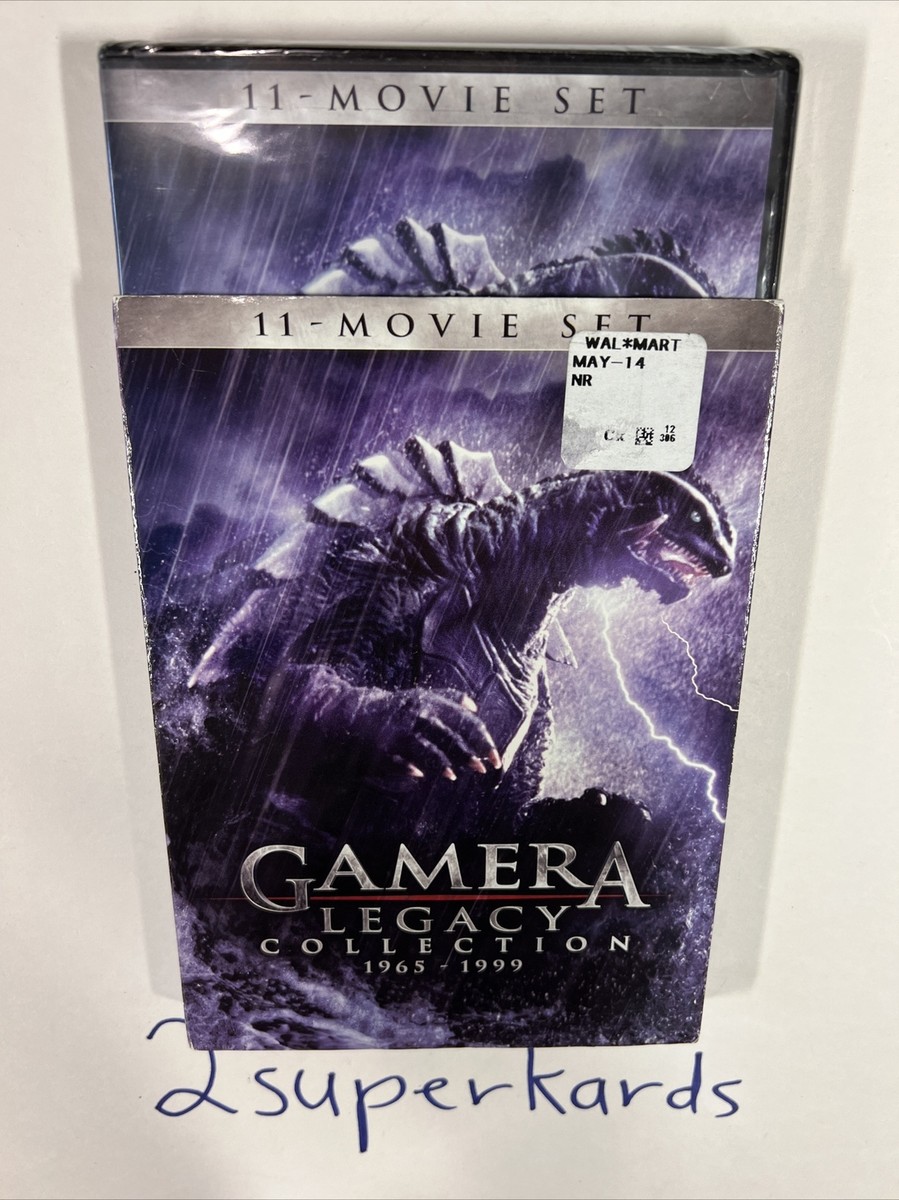 11-MOVIE SET
11-MOVIE SET
WAL*MART
MAY-14
NR
12
306
GAMERA
LEGACY
COLLECTION
1965 - 1999
2superkards